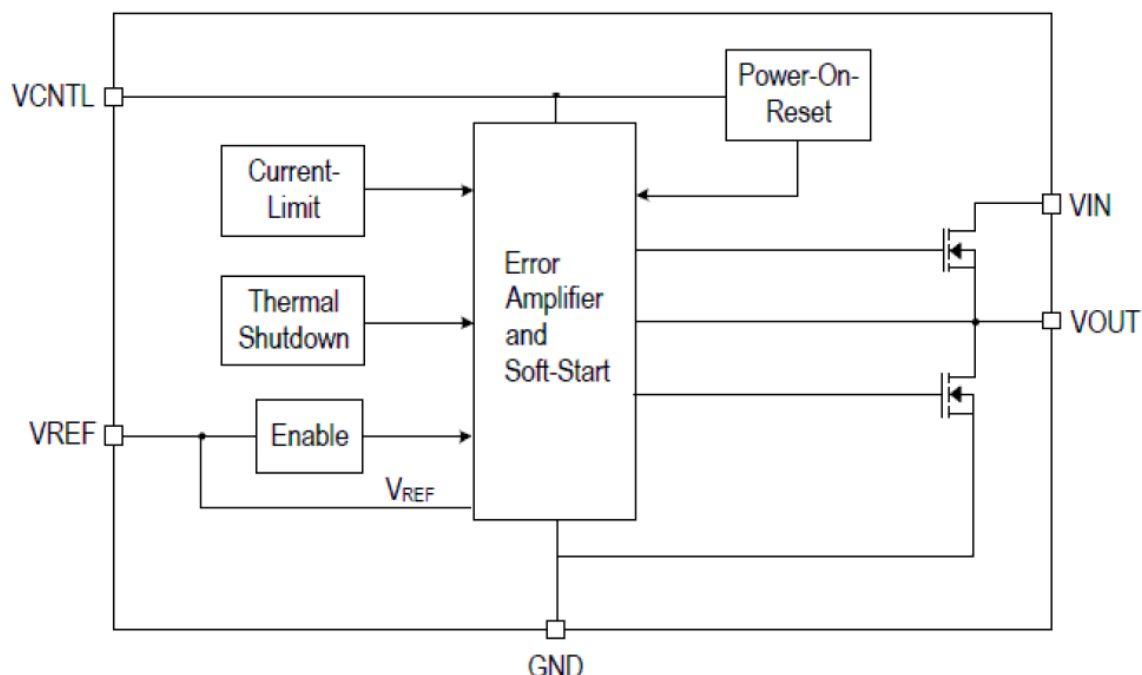 Power-On-
Reset
VCNTL
Current-
Limit
VIN
Error
Amplifier
and
Soft-Start
Thermal
Shutdown
VOUT
VREF
Enable
VREF
GND